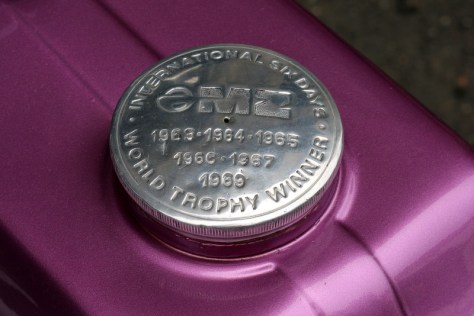 · INTERNATIONAL SIX DAYS ·
MZ
1963 · 1964 · 1965
1966 · 1967
1969
WORLD TROPHY WINNER